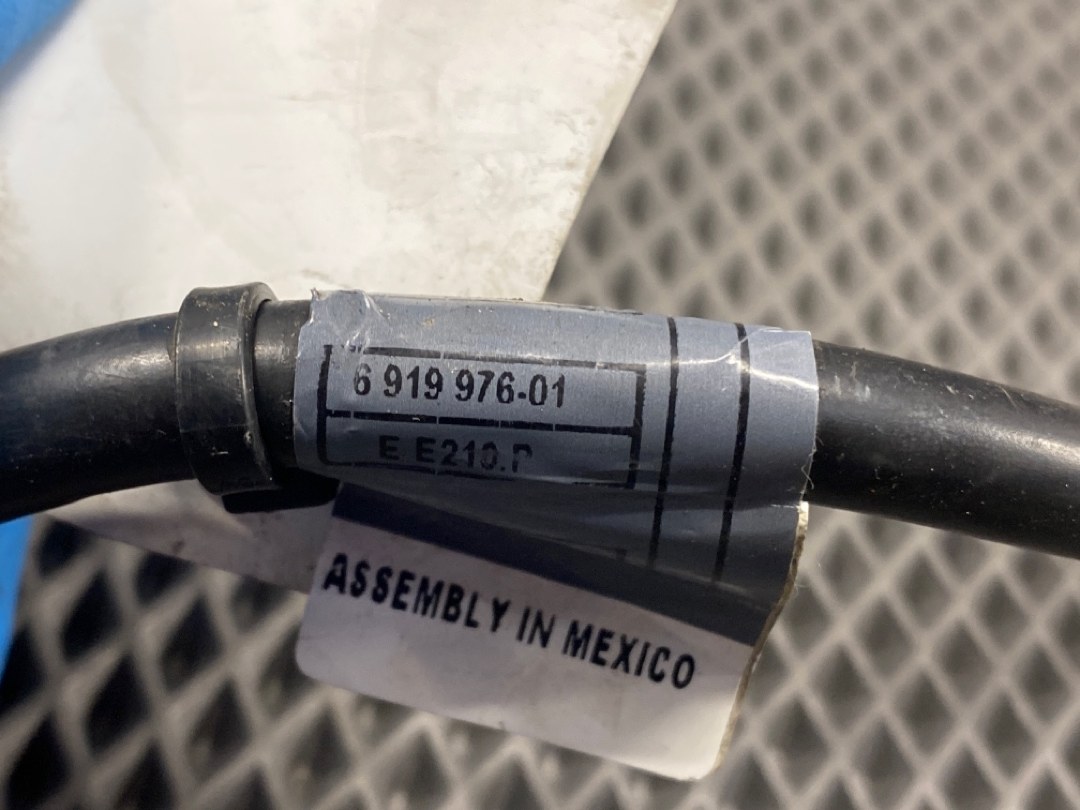 6 919 976-01
E E210.P
ASSEMBLY IN MEXICO